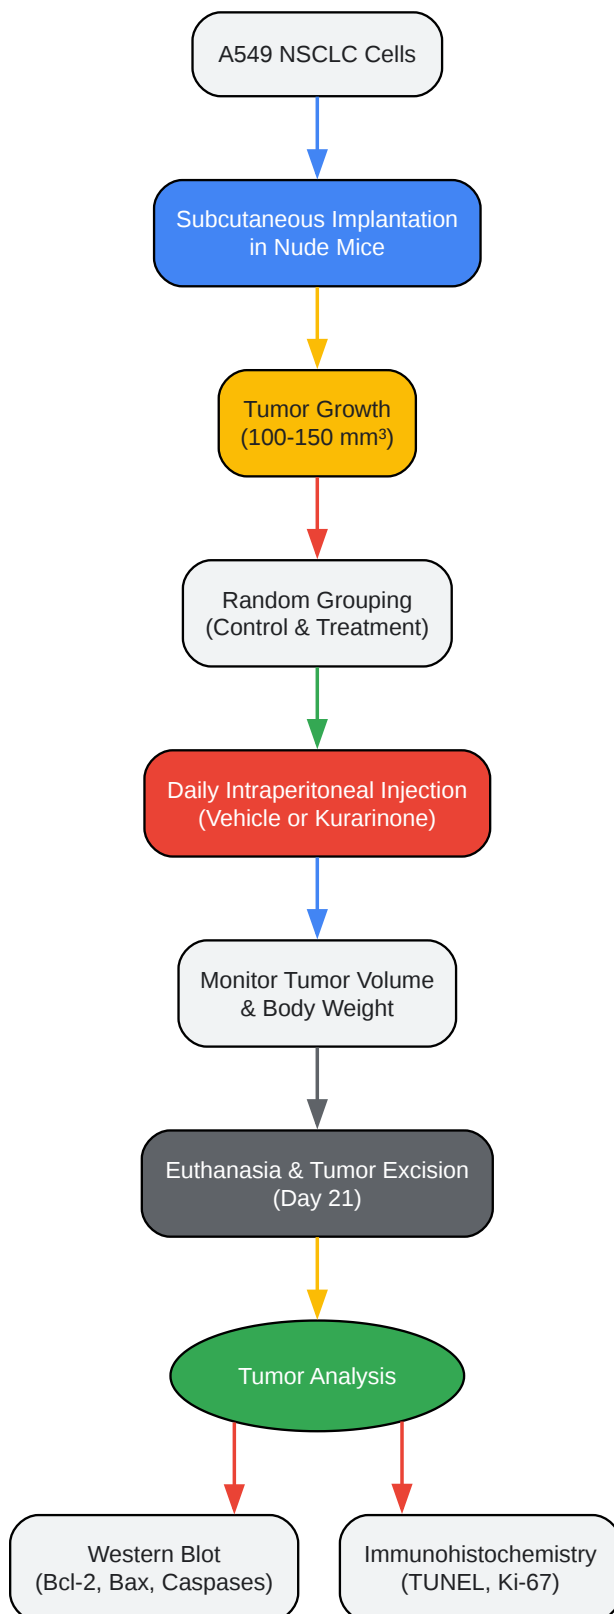 A549 NSCLC Cells
Subcutaneous Implantation
in Nude Mice
Tumor Growth
(100-150 mm³)
Random Grouping
(Control & Treatment)
Daily Intraperitoneal Injection
(Vehicle or Kurarinone)
Monitor Tumor Volume
& Body Weight
Euthanasia & Tumor Excision
(Day 21)
Tumor Analysis
Western Blot
(Bcl-2, Bax, Caspases)
Immunohistochemistry
(TUNEL, Ki-67)